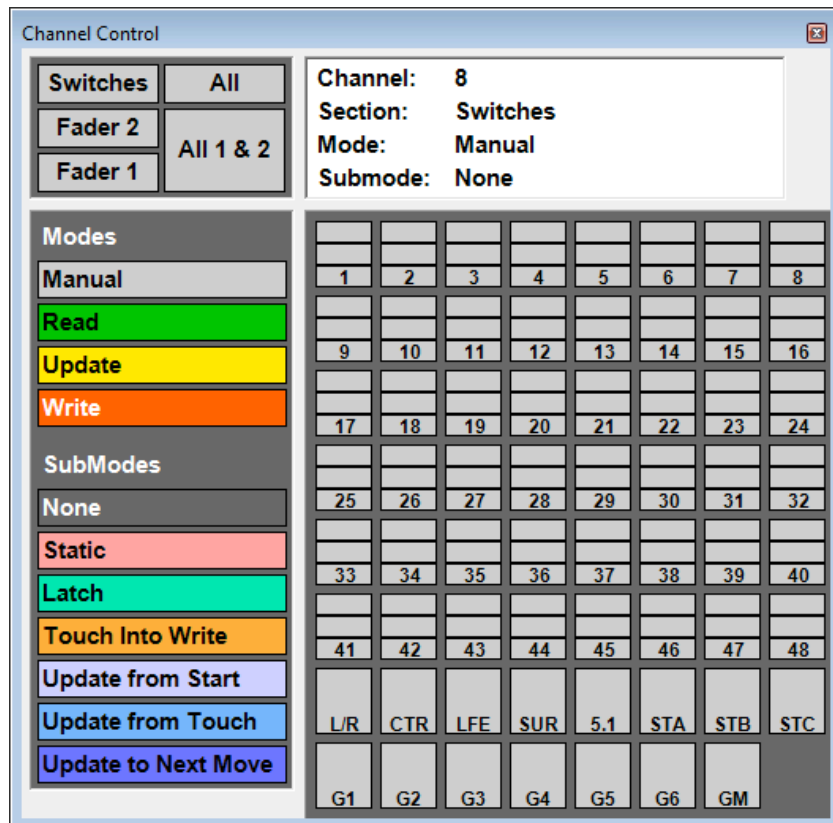 Channel Control
Switches All
Fader 2
All 1 & 2
Fader 1
Channel: 8
Section: Switches
Mode: Manual
Submode: None
Modes
Manual
Read
Update
Write
SubModes
None
Static
Latch
Touch Into Write
Update from Start
Update from Touch
Update to Next Move
1 2 3 4 5 6 7 8
9 10 11 12 13 14 15 16
17 18 19 20 21 22 23 24
25 26 27 28 29 30 31 32
33 34 35 36 37 38 39 40
41 42 43 44 45 46 47 48
L/R CTR LFE SUR 5.1 STA STB STC
G1 G2 G3 G4 G5 G6 GM